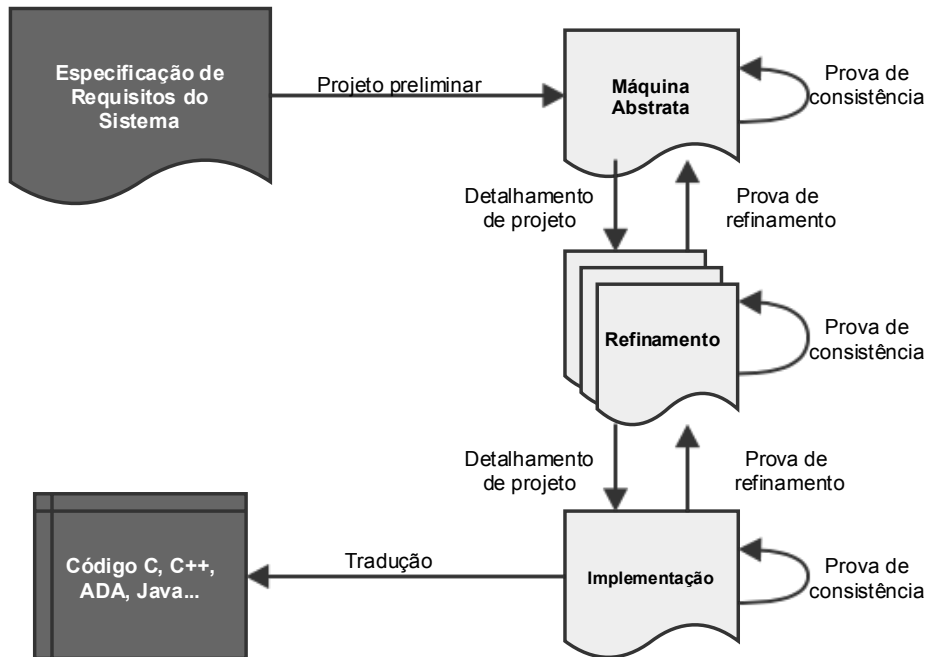 Especificação de
Requisitos do
Sistema
Projeto preliminar
Máquina
Abstrata
Prova de
consistência
Detalhamento
de projeto
Prova de
refinamento
Refinamento
Prova de
consistência
Detalhamento
de projeto
Prova de
refinamento
Código C, C++,
ADA, Java...
Tradução
Implementação
Prova de
consistência